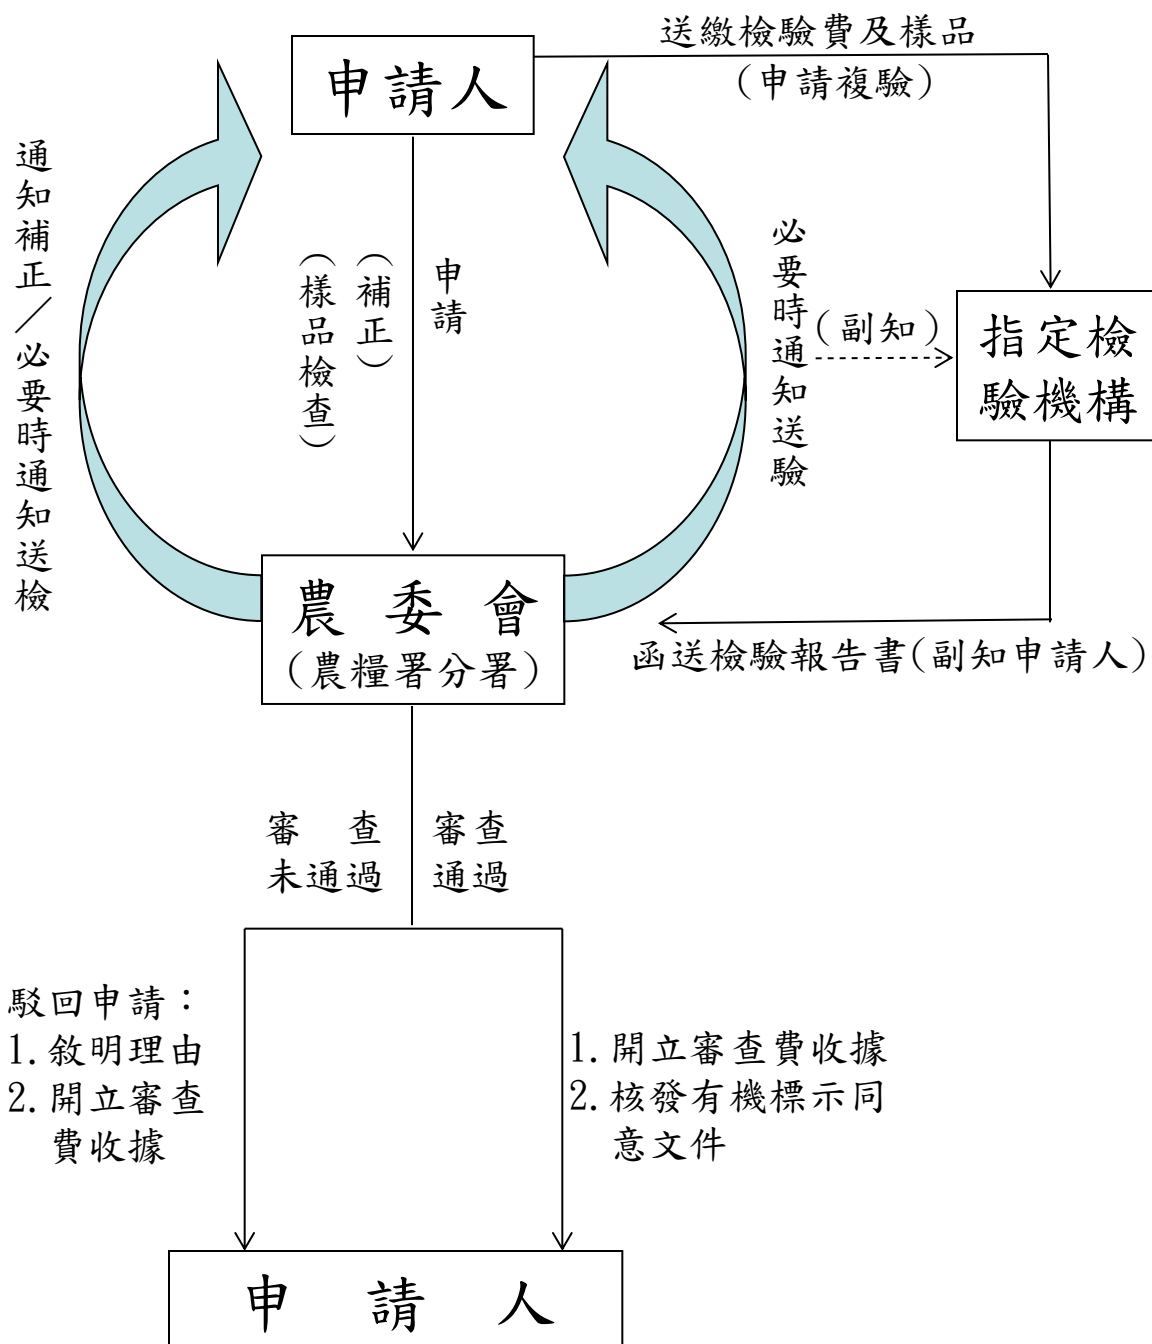 送繳檢驗費及樣品
(申請複驗)
申請人
通知補正／必要時通知送檢
申請
(補正)
(樣品檢查)
必要時通知送驗
(副知)
指定檢
驗機構
農委會
(農糧署分署)
函送檢驗報告書(副知申請人)
審查
未通過
審查
通過
駁回申請：
1.敘明理由
2.開立審查
費收據
1.開立審查費收據
2.核發有機標示同
意文件
申請人